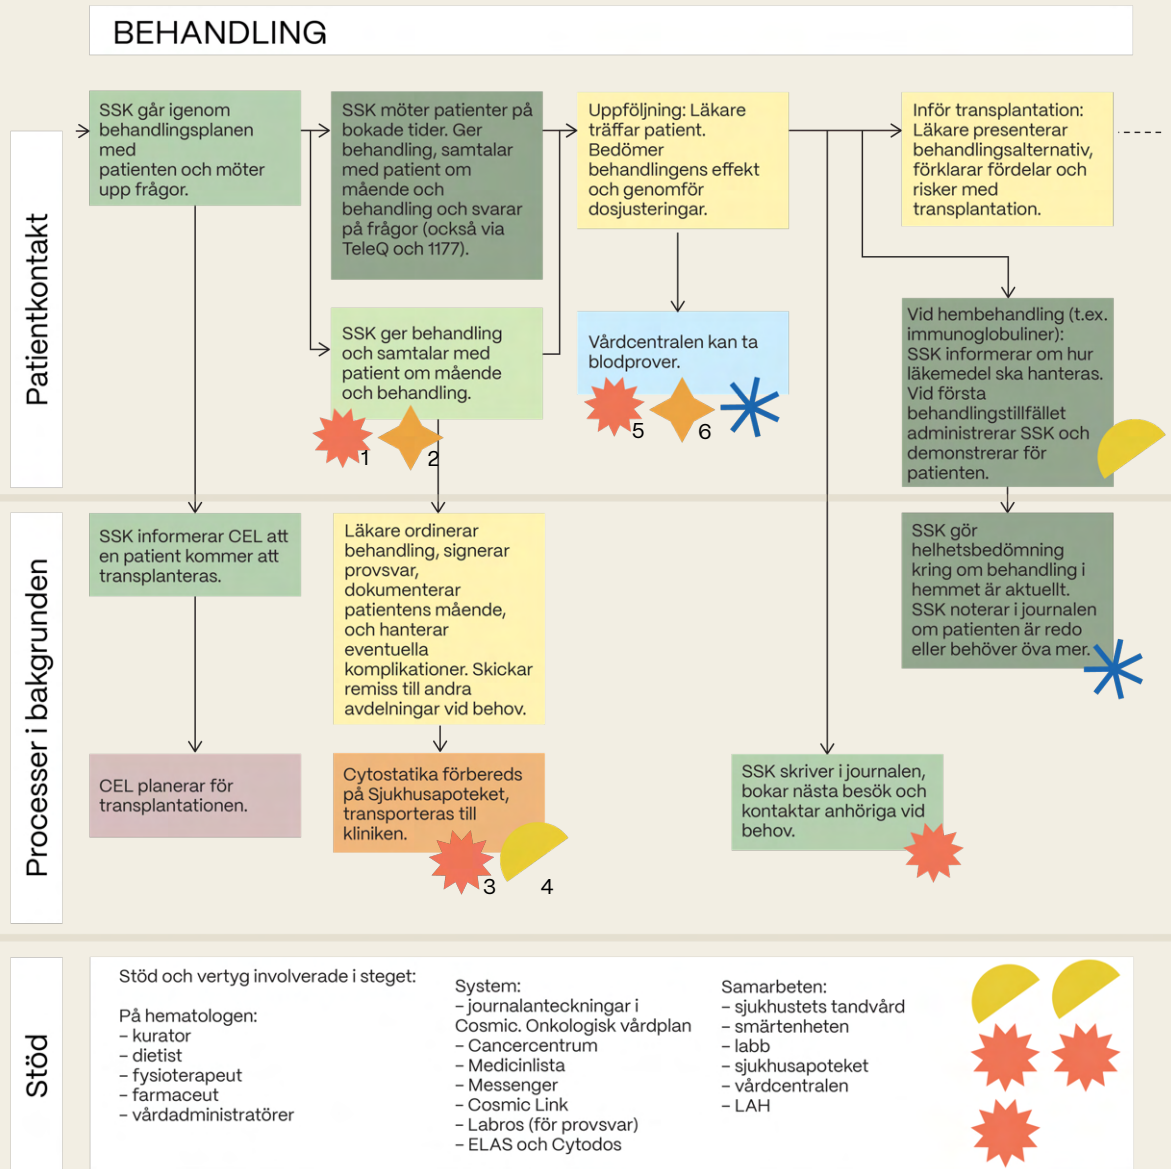 BEHANDLING
Patientkontakt
SSK går igenom
behandlingsplanen
med
patienten och möter
upp frågor.
SSK möter patienter på
bokade tider. Ger
behandling, samtalar
med patient om
mående och
behandling och svarar
på frågor (också via
TeleQ och 1177).
Uppföljning: Läkare
träffar patient.
Bedömer
behandlingens effekt
och genomför
dosjusteringar.
Inför transplantation:
Läkare presenterar
behandlingsalternativ,
förklarar fördelar och
risker med
transplantation.
SSK ger behandling
och samtalar med
patient om mående
och behandling.
1
2
Vårdcentralen kan ta
blodprover.
5
6
Vid hembehandling (t.ex.
immunoglobuliner):
SSK informerar om hur
läkemedel ska hanteras.
Vid första
behandlingstillfället
administrerar SSK och
demonstrerar för
patienten.
Processer i bakgrunden
SSK informerar CEL att
en patient kommer att
transplanteras.
Läkare ordinerar
behandling, signerar
provsvar,
dokumenterar
patientens mående,
och hanterar
eventuella
komplikationer. Skickar
remiss till andra
avdelningar vid behov.
SSK gör
helhetsbedömning
kring om behandling i
hemmet är aktuellt.
SSK noterar i journalen
om patienten är redo
eller behöver öva mer.
CEL planerar för
transplantationen.
Cytostatika förbereds
på Sjukhusapoteket,
transporteras till
kliniken.
3
4
SSK skriver i journalen,
bokar nästa besök och
kontaktar anhöriga vid
behov.
Stöd
Stöd och vertyg involverade i steget:
På hematologen:
– kurator
– dietist
– fysioterapeut
– farmaceut
– vårdadministratörer
System:
– journalanteckningar i
Cosmic. Onkologisk vårdplan
– Cancercentrum
– Medicinlista
– Messenger
– Cosmic Link
– Labros (för provsvar)
– ELAS och Cytodos
Samarbeten:
– sjukhustets tandvård
– smärtenheten
– labb
– sjukhusapoteket
– vårdcentralen
– LAH